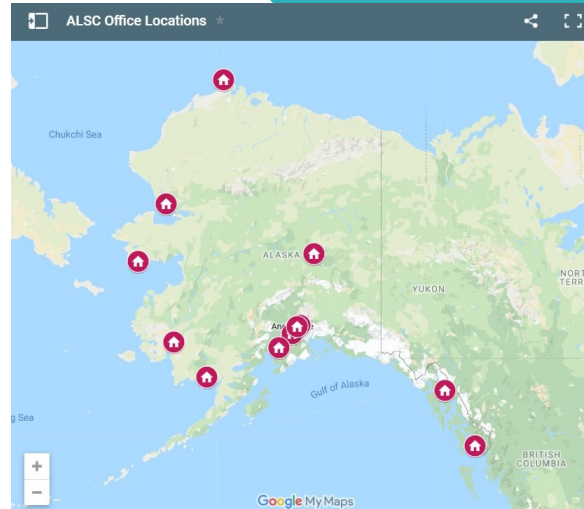 ALSC Office Locations
Chukchi Sea
ALASKA
YUKON
NORT
TERR
Gulf of Alaska
g Sea
BRITISH
COLUMBIA
+
−
Google My Maps